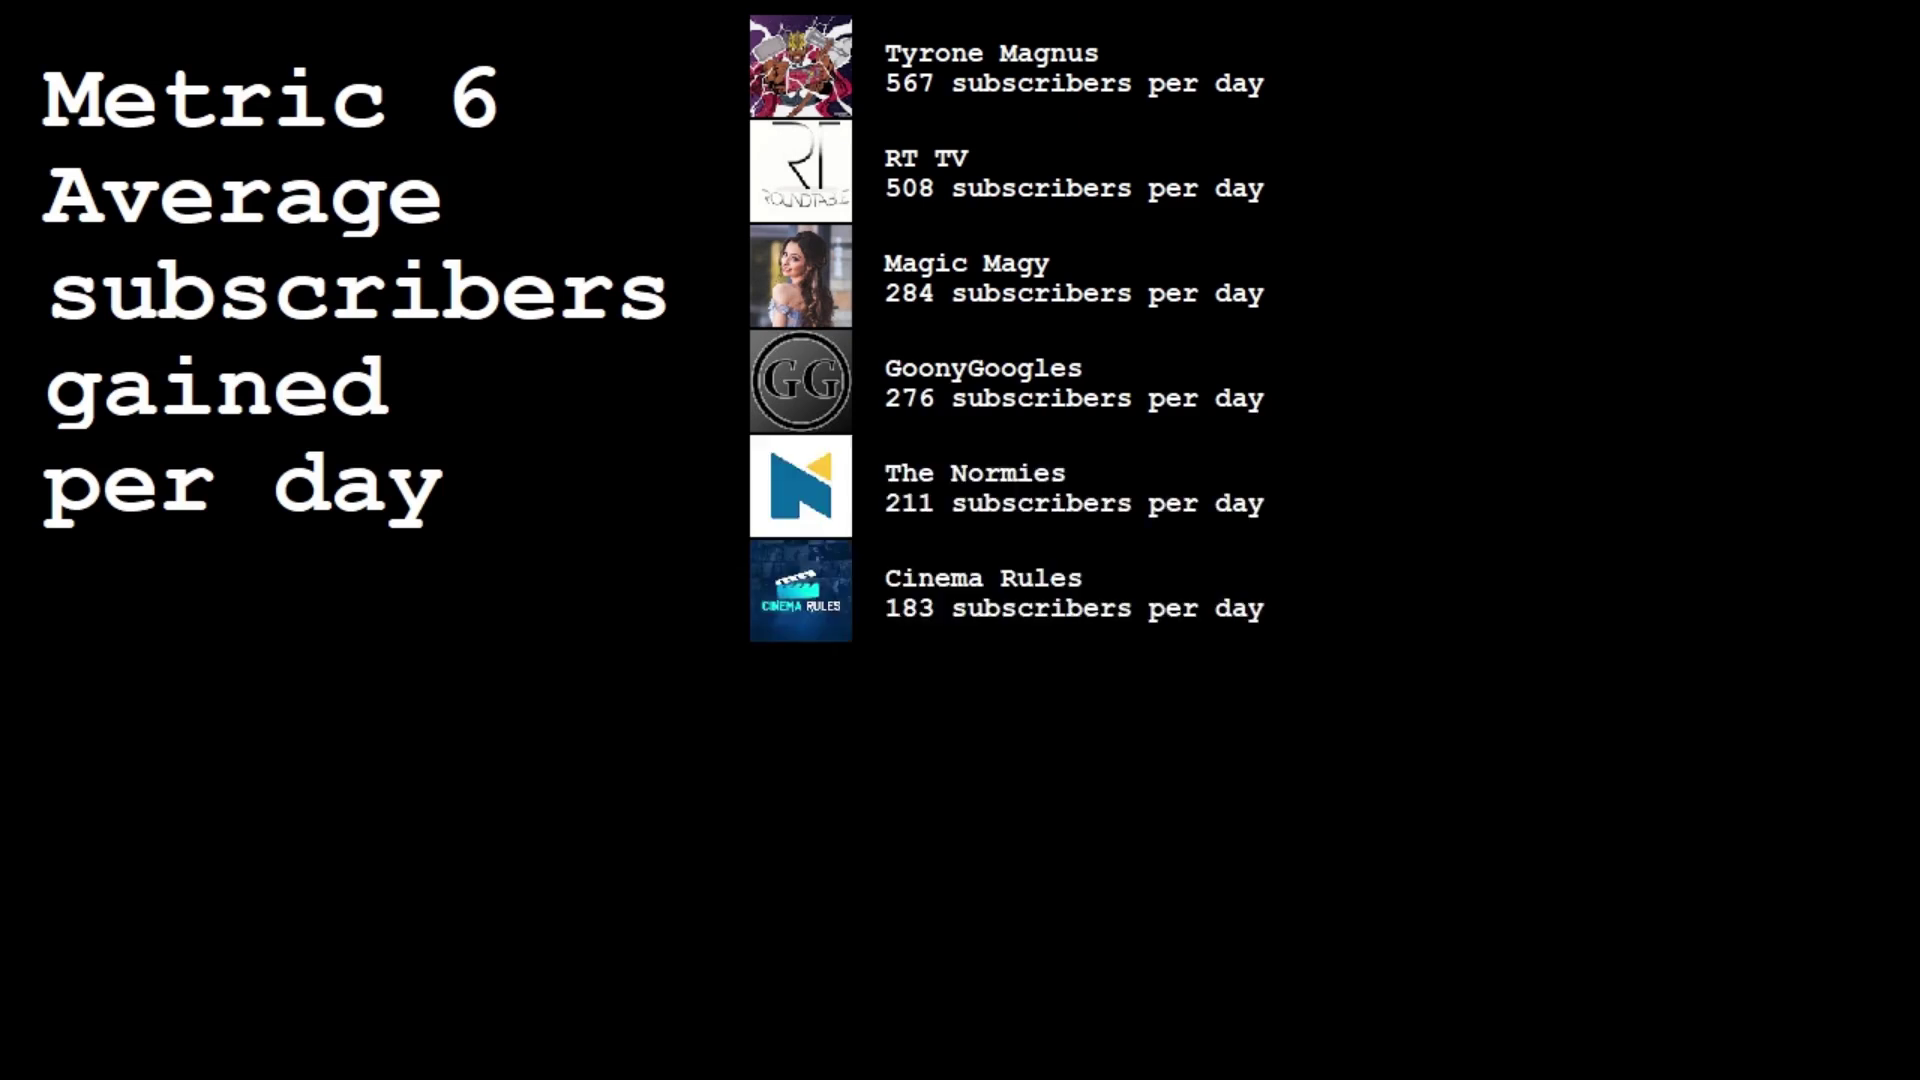 Metric 6
Average
subscribers
gained
per day
Tyrone Magnus
567 subscribers per day
RT
ROUNDTABLE
RT TV
508 subscribers per day
Magic Magy
284 subscribers per day
GG
GoonyGoogles
276 subscribers per day
The Normies
211 subscribers per day
CINEMA RULES
Cinema Rules
183 subscribers per day